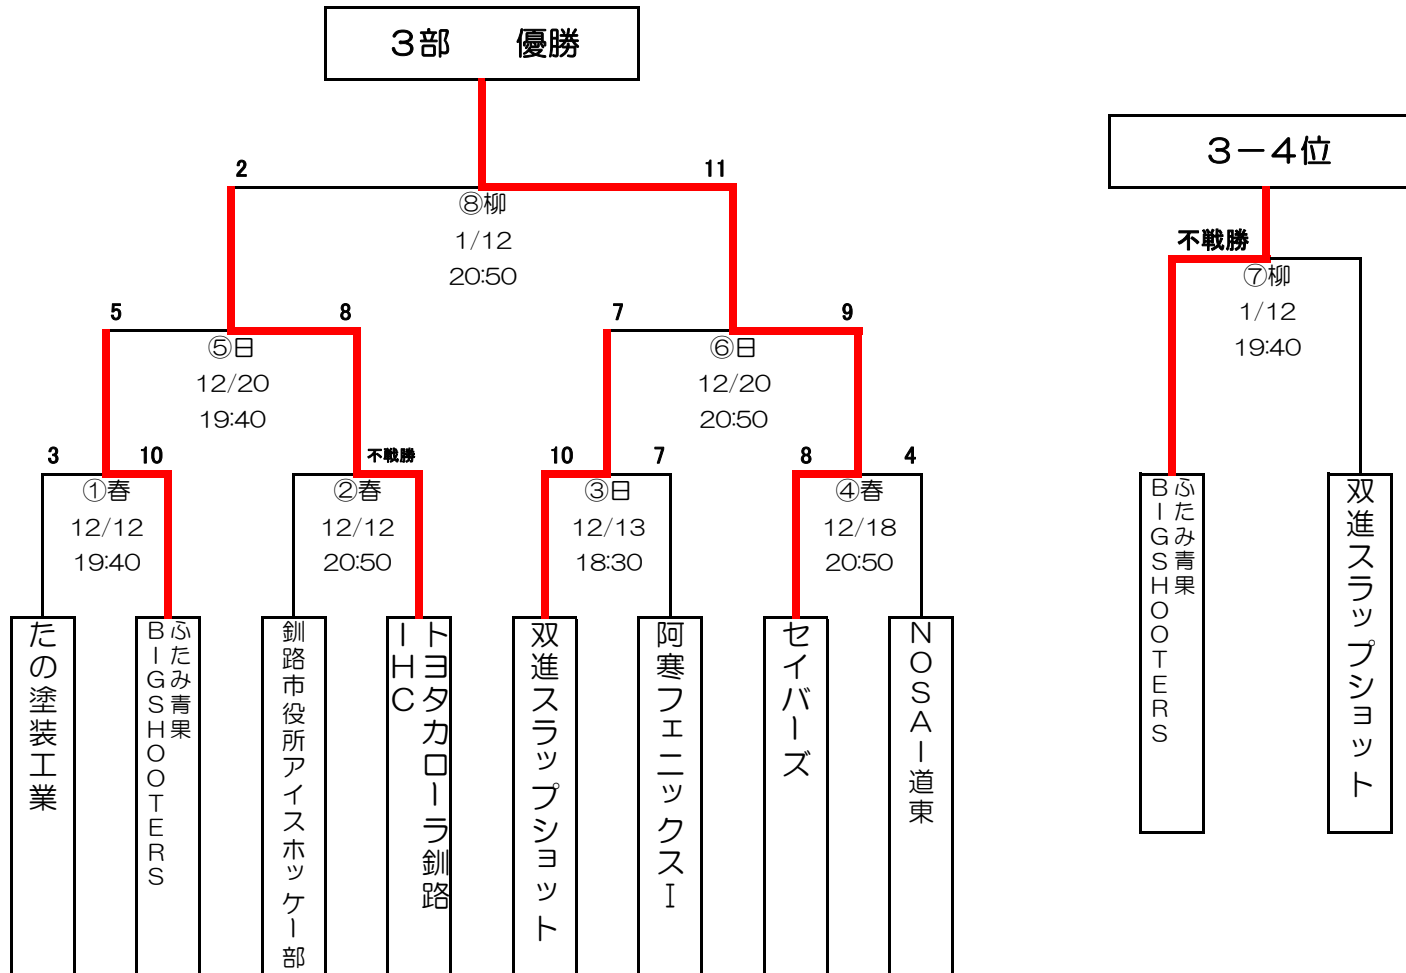 3部 優勝
3−4位
2 11
⑧柳
1/12
20:50
不戦勝
⑦柳
1/12
19:40
5 8
⑤日
12/20
19:40
7 9
⑥日
12/20
20:50
3 10
①春
12/12
19:40
不戦勝
②春
12/12
20:50
10 7
③日
12/13
18:30
8 4
④春
12/18
20:50
たの塗装工業
ふたみ青果
BIGSHOOTERS
釧路市役所アイスホッケー部
トヨタカローラ釧路
IHC
双進スラップショット
阿寒フェニックスI
セイバーズ
NOSAI道東
ふたみ青果
BIGSHOOTERS
双進スラップショット